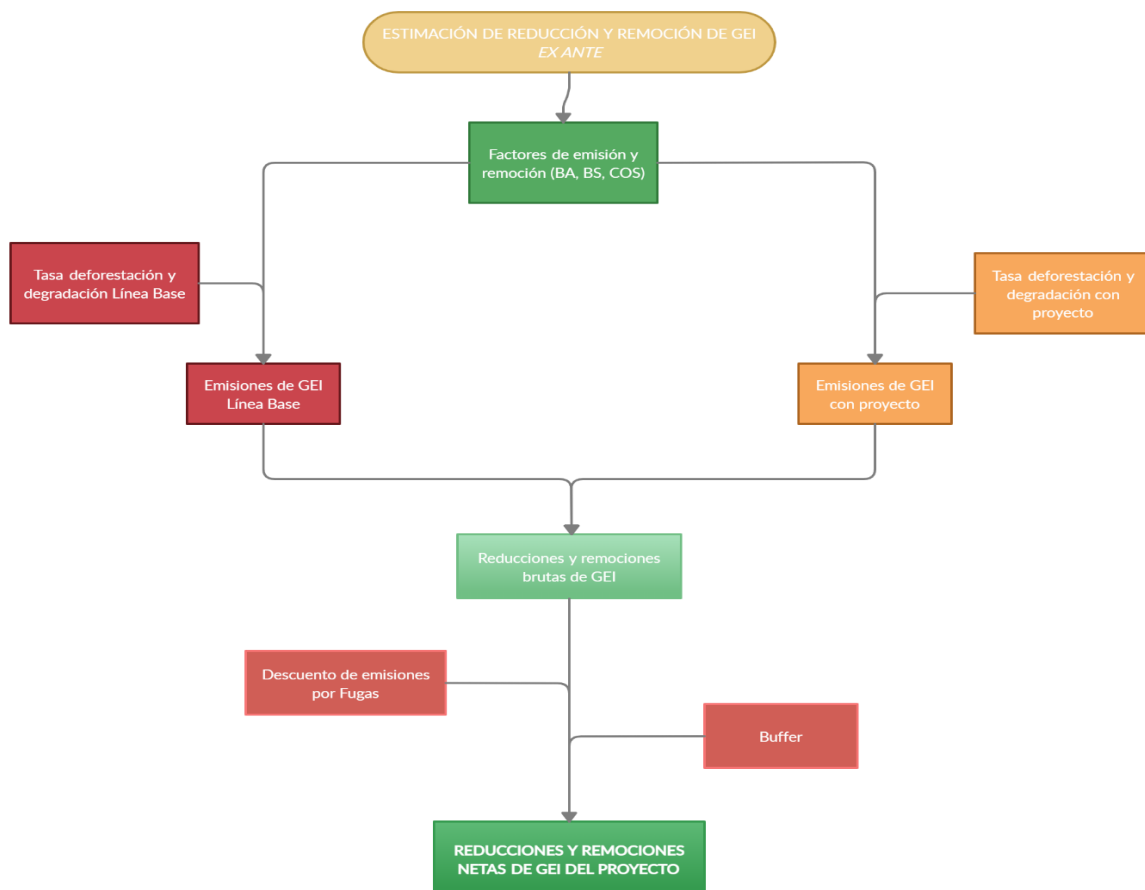 ESTIMACIÓN DE REDUCCIÓN Y REMOCIÓN DE GEI
EX ANTE
Factores de emisión y
remoción (BA, BS, COS)
Tasa deforestación y
degradación Línea Base
Tasa deforestación y
degradación con
proyecto
Emisiones de GEI
Línea Base
Emisiones de GEI
con proyecto
Reducciones y remociones
brutas de GEI
Descuento de emisiones
por Fugas
Buffer
REDUCCIONES Y REMOCIONES
NETAS DE GEI DEL PROYECTO